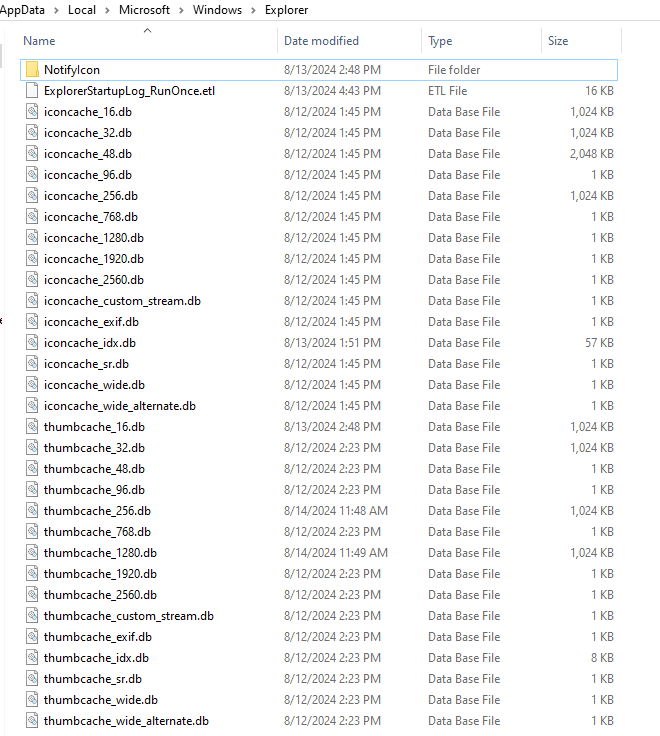 AppData > Local > Microsoft > Windows > Explorer
Name Date modified Type Size
NotifyIcon 8/13/2024 2:48 PM File folder
ExplorerStartupLog_RunOnce.etl 8/13/2024 4:43 PM ETL File 16 KB
iconcache_16.db 8/12/2024 1:45 PM Data Base File 1,024 KB
iconcache_32.db 8/12/2024 1:45 PM Data Base File 1,024 KB
iconcache_48.db 8/12/2024 1:45 PM Data Base File 2,048 KB
iconcache_96.db 8/12/2024 1:45 PM Data Base File 1 KB
iconcache_256.db 8/12/2024 1:45 PM Data Base File 1,024 KB
iconcache_768.db 8/12/2024 1:45 PM Data Base File 1 KB
iconcache_1280.db 8/12/2024 1:45 PM Data Base File 1 KB
iconcache_1920.db 8/12/2024 1:45 PM Data Base File 1 KB
iconcache_2560.db 8/12/2024 1:45 PM Data Base File 1 KB
iconcache_custom_stream.db 8/12/2024 1:45 PM Data Base File 1 KB
iconcache_exif.db 8/12/2024 1:45 PM Data Base File 1 KB
iconcache_idx.db 8/13/2024 1:51 PM Data Base File 57 KB
iconcache_sr.db 8/12/2024 1:45 PM Data Base File 1 KB
iconcache_wide.db 8/12/2024 1:45 PM Data Base File 1 KB
iconcache_wide_alternate.db 8/12/2024 1:45 PM Data Base File 1 KB
thumbcache_16.db 8/13/2024 2:48 PM Data Base File 1,024 KB
thumbcache_32.db 8/12/2024 2:23 PM Data Base File 1,024 KB
thumbcache_48.db 8/12/2024 2:23 PM Data Base File 1 KB
thumbcache_96.db 8/12/2024 2:23 PM Data Base File 1 KB
thumbcache_256.db 8/14/2024 11:48 AM Data Base File 1,024 KB
thumbcache_768.db 8/12/2024 2:23 PM Data Base File 1 KB
thumbcache_1280.db 8/14/2024 11:49 AM Data Base File 1,024 KB
thumbcache_1920.db 8/12/2024 2:23 PM Data Base File 1 KB
thumbcache_2560.db 8/12/2024 2:23 PM Data Base File 1 KB
thumbcache_custom_stream.db 8/12/2024 2:23 PM Data Base File 1 KB
thumbcache_exif.db 8/12/2024 2:23 PM Data Base File 1 KB
thumbcache_idx.db 8/12/2024 2:23 PM Data Base File 8 KB
thumbcache_sr.db 8/12/2024 2:23 PM Data Base File 1 KB
thumbcache_wide.db 8/12/2024 2:23 PM Data Base File 1 KB
thumbcache_wide_alternate.db 8/12/2024 2:23 PM Data Base File 1 KB